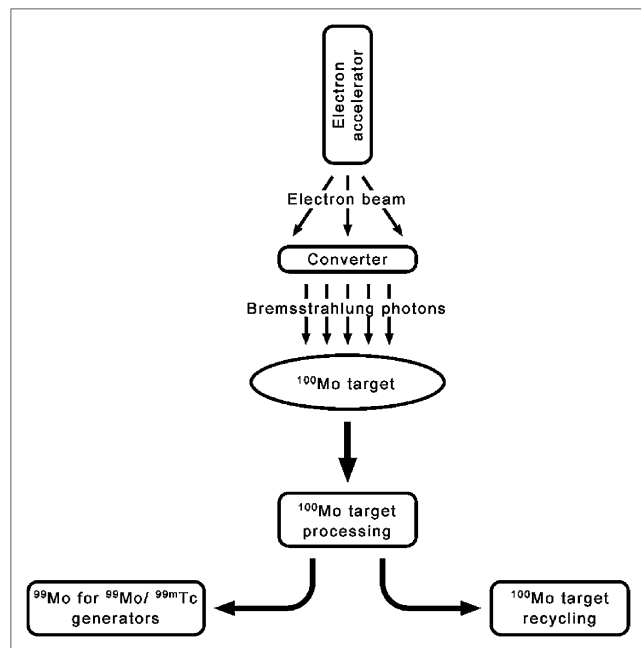 Electron
accelerator
Electron beam
Converter
Bremsstrahlung photons
¹⁰⁰Mo target
¹⁰⁰Mo target
processing
⁹⁹Mo for ⁹⁹Mo/ ⁹⁹ᵐTc
generators
¹⁰⁰Mo target
recycling